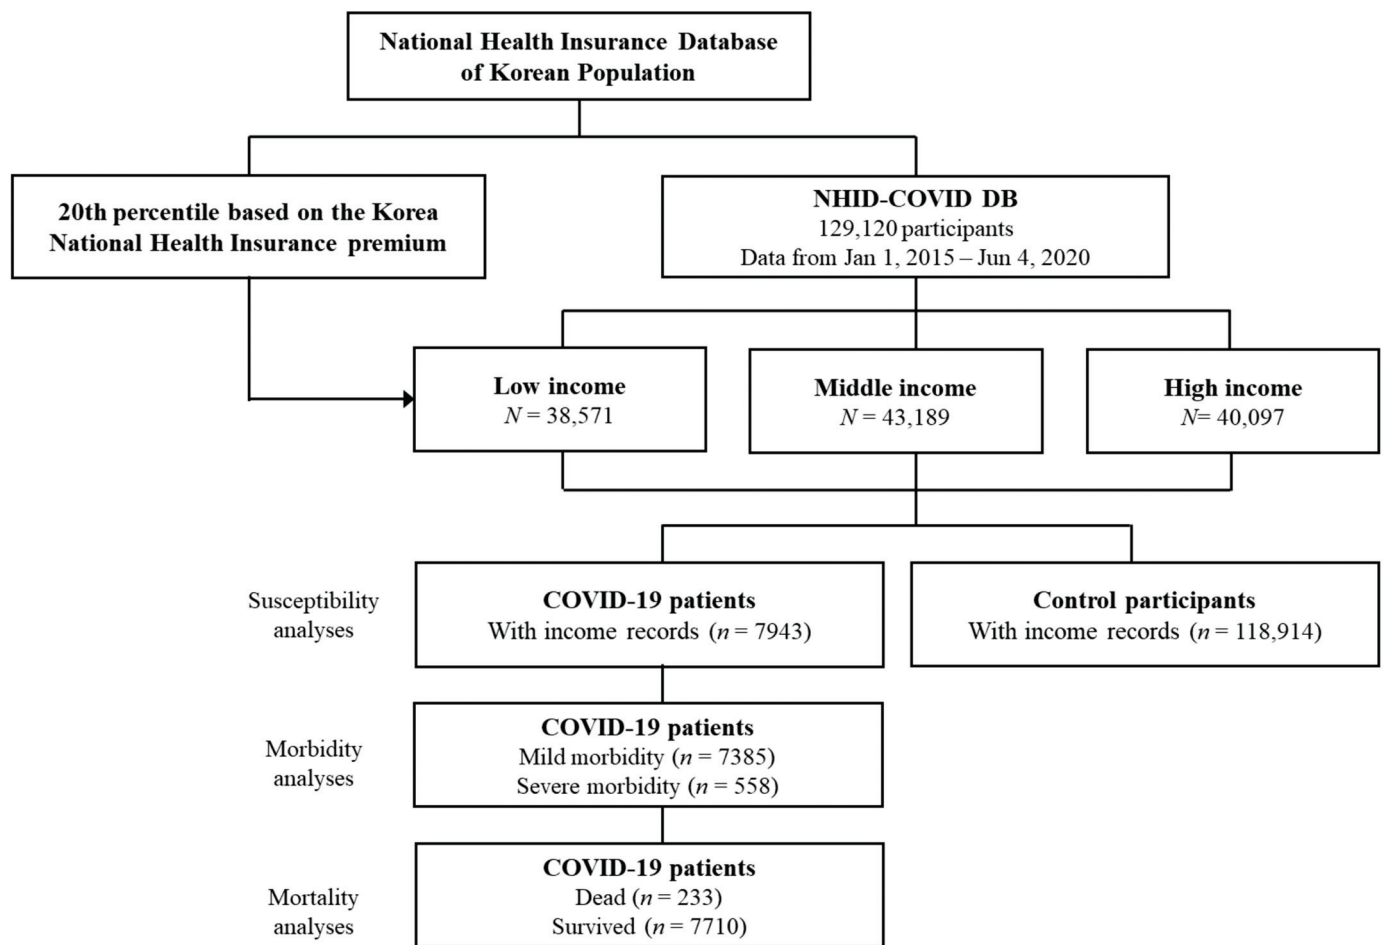 National Health Insurance Database
of Korean Population
20th percentile based on the Korea
National Health Insurance premium
NHID-COVID DB
129,120 participants
Data from Jan 1, 2015 – Jun 4, 2020
Low income
N = 38,571
Middle income
N = 43,189
High income
N= 40,097
Susceptibility
analyses
COVID-19 patients
With income records (n = 7943)
Control participants
With income records (n = 118,914)
Morbidity
analyses
COVID-19 patients
Mild morbidity (n = 7385)
Severe morbidity (n = 558)
Mortality
analyses
COVID-19 patients
Dead (n = 233)
Survived (n = 7710)